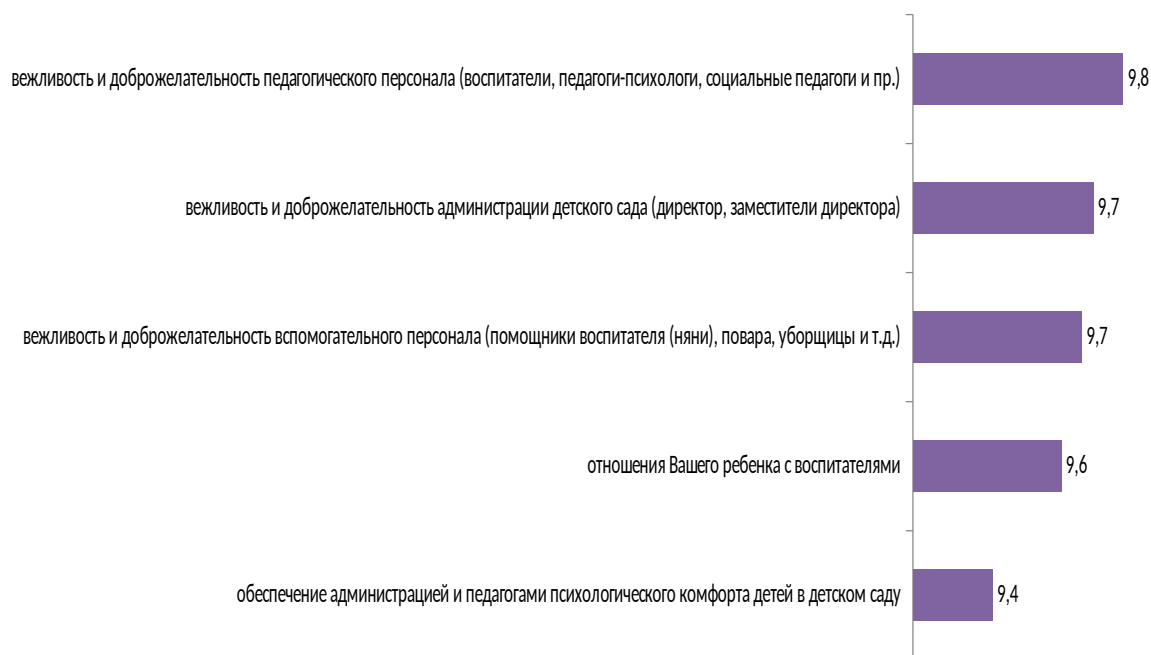 вежливость и доброжелательность педагогического персонала (воспитатели, педагоги-психологи, социальные педагоги и пр.) 9,8
вежливость и доброжелательность администрации детского сада (директор, заместители директора) 9,7
вежливость и доброжелательность вспомогательного персонала (помощники воспитателя (няни), повара, уборщицы и т.д.) 9,7
отношения Вашего ребенка с воспитателями 9,6
обеспечение администрацией и педагогами психологического комфорта детей в детском саду 9,4